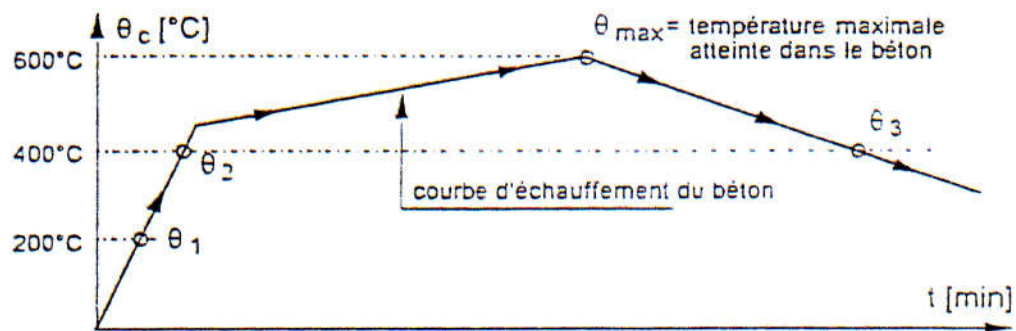 θc [°C]
θmax = température maximale
atteinte dans le béton
600°C
θ3
400°C
θ2
courbe d'échauffement du béton
200°C
θ1
t [min]